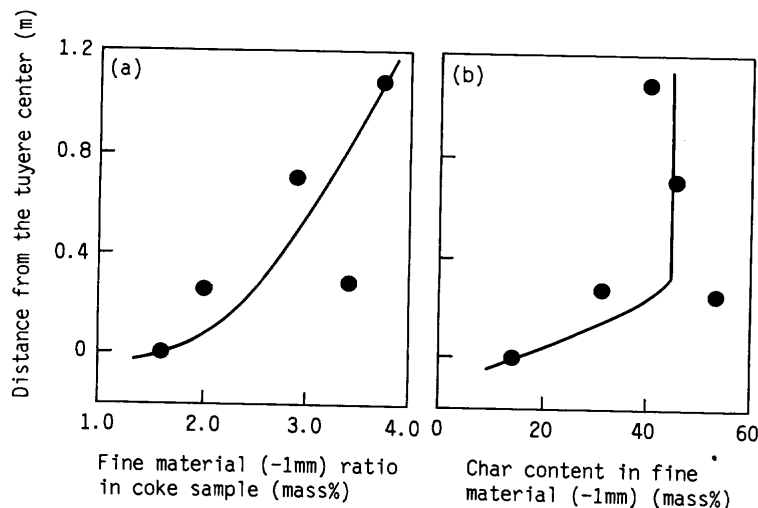 Distance from the tuyere center (m)
1.2
0.8
0.4
0
(a)
(b)
1.0 2.0 3.0 4.0
0 20 40 60
Fine material (-1mm) ratio
in coke sample (mass%)
Char content in fine
material (-1mm) (mass%)